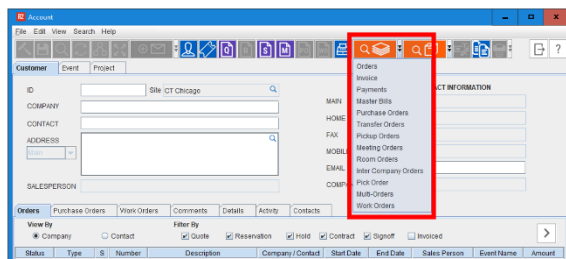 R2 Account
File Edit View Search Help
Q S M
Customer Event Project
ID Site CT Chicago
COMPANY
CONTACT
ADDRESS
Main
SALESPERSON
ACT INFORMATION
MAIN
HOME
FAX
MOBILE
EMAIL
COMPA
Orders
Invoice
Payments
Master Bills
Purchase Orders
Transfer Orders
Pickup Orders
Meeting Orders
Room Orders
Inter Company Orders
Pick Order
Multi-Orders
Work Orders
Orders Purchase Orders Work Orders Comments Details Activity Contacts
View By Filter By
Company Contact Quote Reservation Hold Contract Signoff Invoiced
Status Type S Number Description Company / Contact Start Date End Date Sales Person Event Name Amount